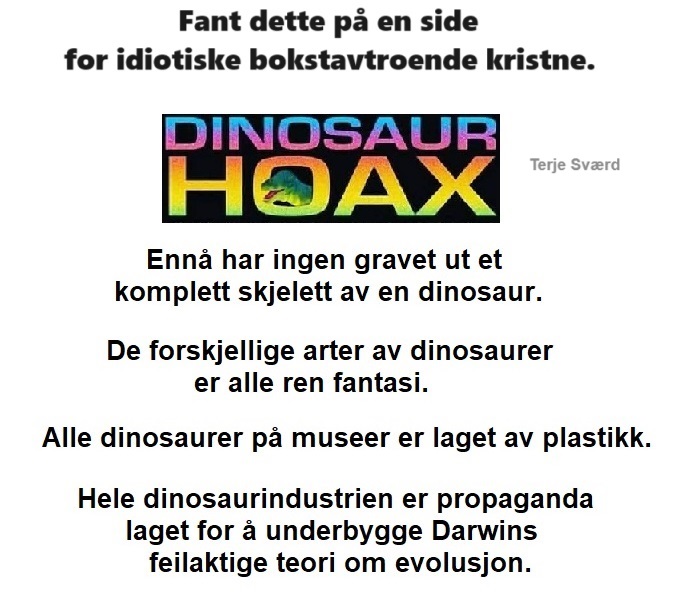 Fant dette på en side
for idiotiske bokstavtroende kristne.
DINOSAUR
HOAX
Terje Sværd
Ennå har ingen gravet ut et
komplett skjelett av en dinosaur.
De forskjellige arter av dinosaurer
er alle ren fantasi.
Alle dinosaurer på museer er laget av plastikk.
Hele dinosaurindustrien er propaganda
laget for å underbygge Darwins
feilaktige teori om evolusjon.